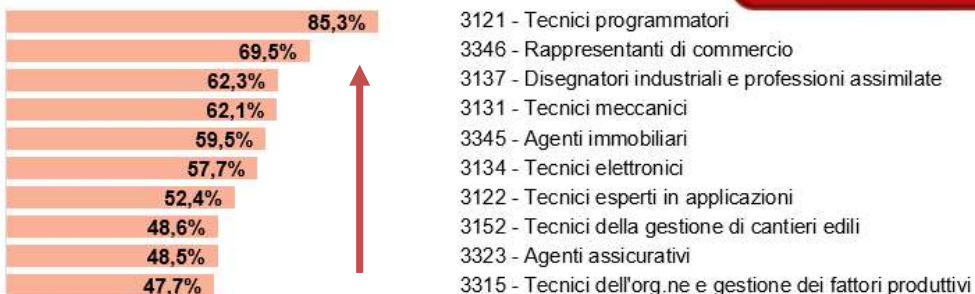 85,3% 3121 - Tecnici programmatori
69,5% 3346 - Rappresentanti di commercio
62,3% 3137 - Disegnatori industriali e professioni assimilate
62,1% 3131 - Tecnici meccanici
59,5% 3345 - Agenti immobiliari
57,7% 3134 - Tecnici elettronici
52,4% 3122 - Tecnici esperti in applicazioni
48,6% 3152 - Tecnici della gestione di cantieri edili
48,5% 3323 - Agenti assicurativi
47,7% 3315 - Tecnici dell'org.ne e gestione dei fattori produttivi